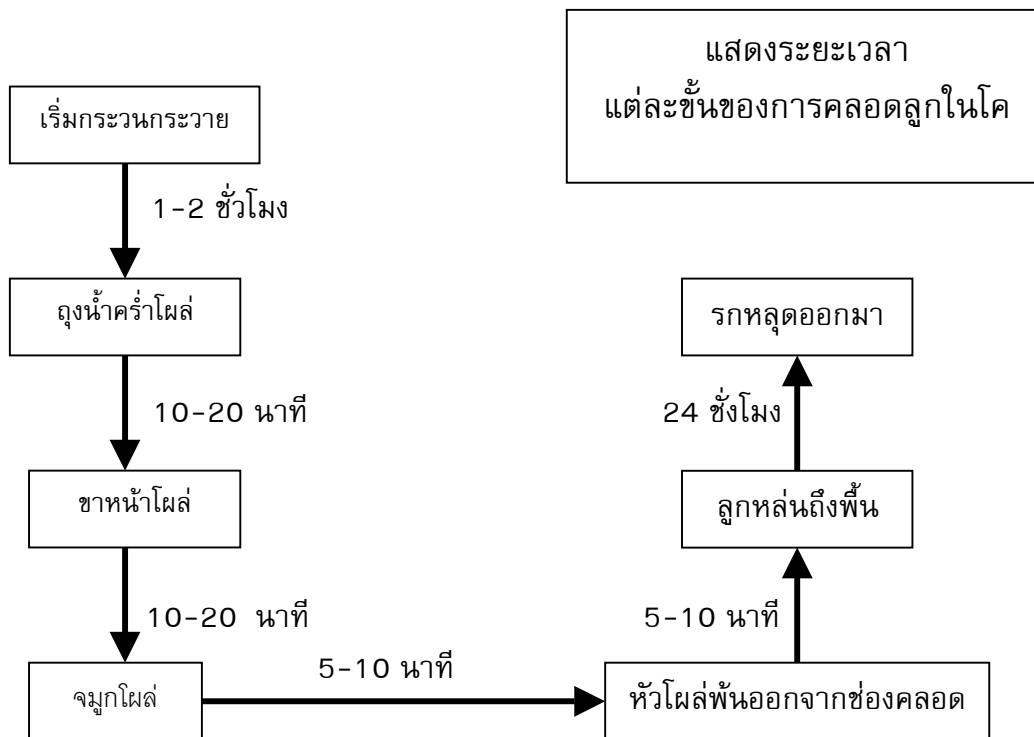 แสดงระยะเวลา
แต่ละขั้นของการคลอดลูกในโค
เริ่มกระวนกระวาย
1-2 ชั่วโมง
ถุงน้ำคร่ำโผล่
10-20 นาที
ขาหน้าโผล่
10-20 นาที
จมูกโผล่
5-10 นาที
หัวโผล่พ้นออกจากช่องคลอด
5-10 นาที
ลูกหล่นถึงพื้น
24 ชั่งโมง
รกหลุดออกมา